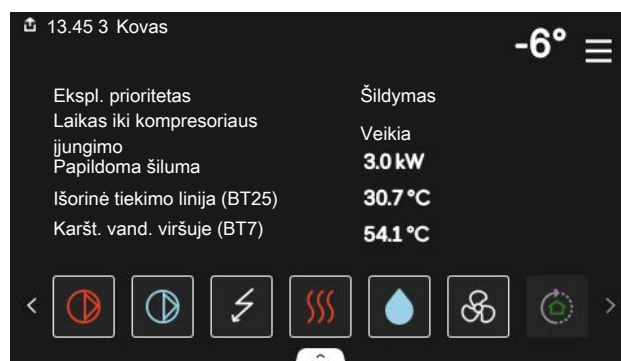 13.45 3 Kovas
-6°
Ekspl. prioritetas Šildymas
Laikas iki kompresoriaus
įjungimo Veikia
Papildoma šiluma 3.0 kW
Išorinė tiekimo linija (BT25) 30.7 °C
Karšt. vand. viršuje (BT7) 54.1 °C